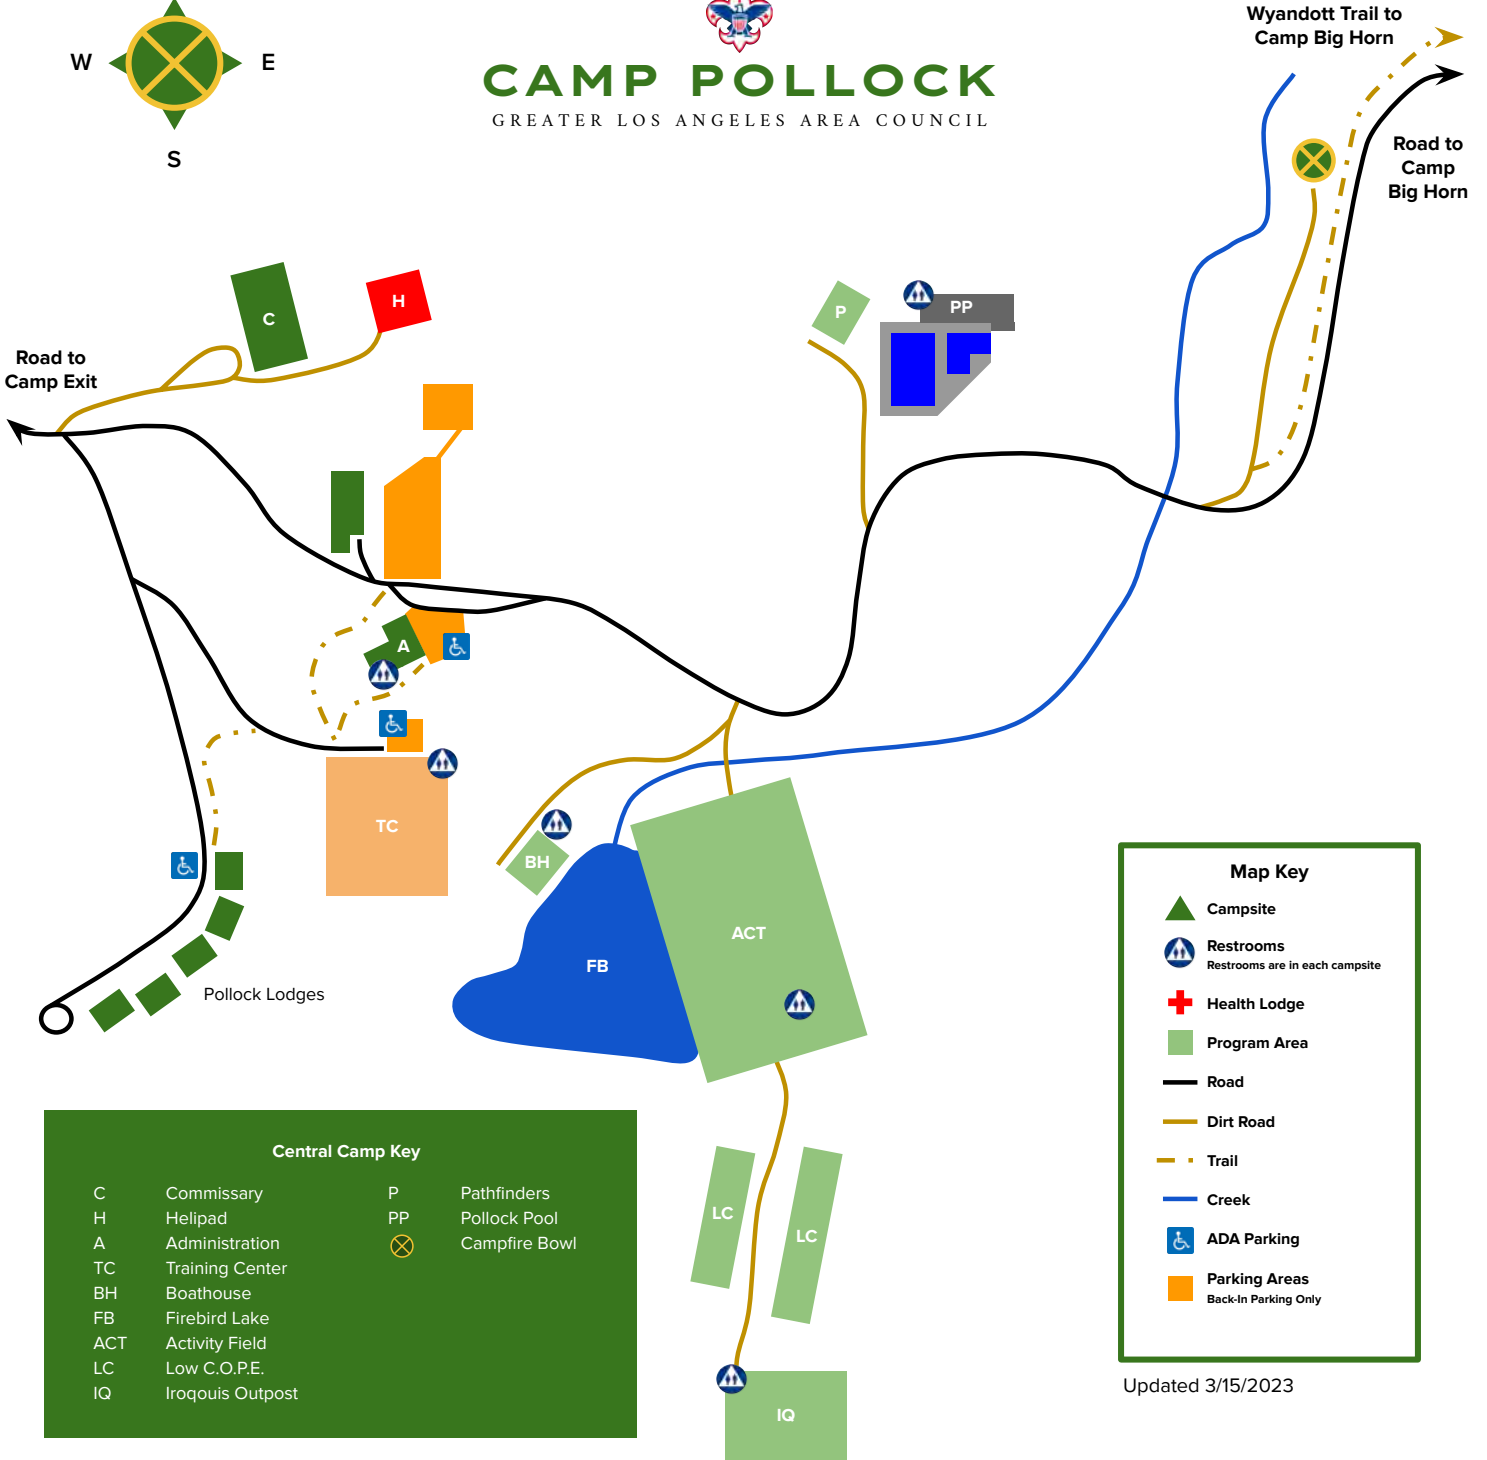 W
E
S
CAMP POLLOCK
GREATER LOS ANGELES AREA COUNCIL
Wyandott Trail to
Camp Big Horn
Road to
Camp
Big Horn
C
H
P
PP
Road to
Camp Exit
A
TC
BH
FB
ACT
Pollock Lodges
LC
LC
IQ
Map Key
Campsite
Restrooms
Restrooms are in each campsite
Health Lodge
Program Area
Road
Dirt Road
Trail
Creek
ADA Parking
Parking Areas
Back-In Parking Only
Updated 3/15/2023
Central Camp Key
C Commissary
H Helipad
A Administration
TC Training Center
BH Boathouse
FB Firebird Lake
ACT Activity Field
LC Low C.O.P.E.
IQ Iroqouis Outpost
P Pathfinders
PP Pollock Pool
Campfire Bowl